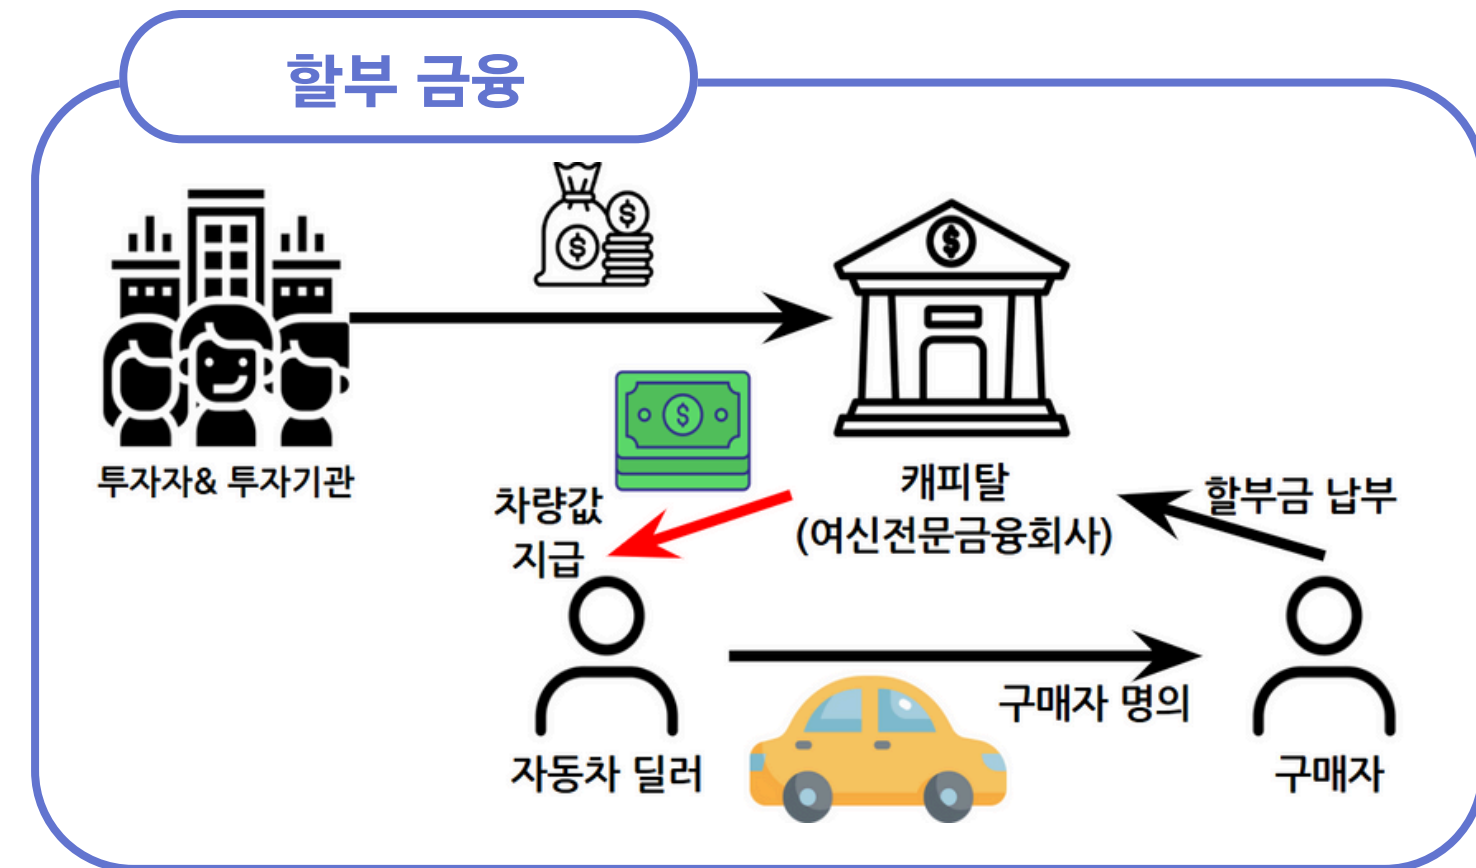 할부 금융
투자자& 투자기관
캐피탈
(여신전문금융회사)
차량값
지급
할부금 납부
구매자 명의
자동차 딜러
구매자